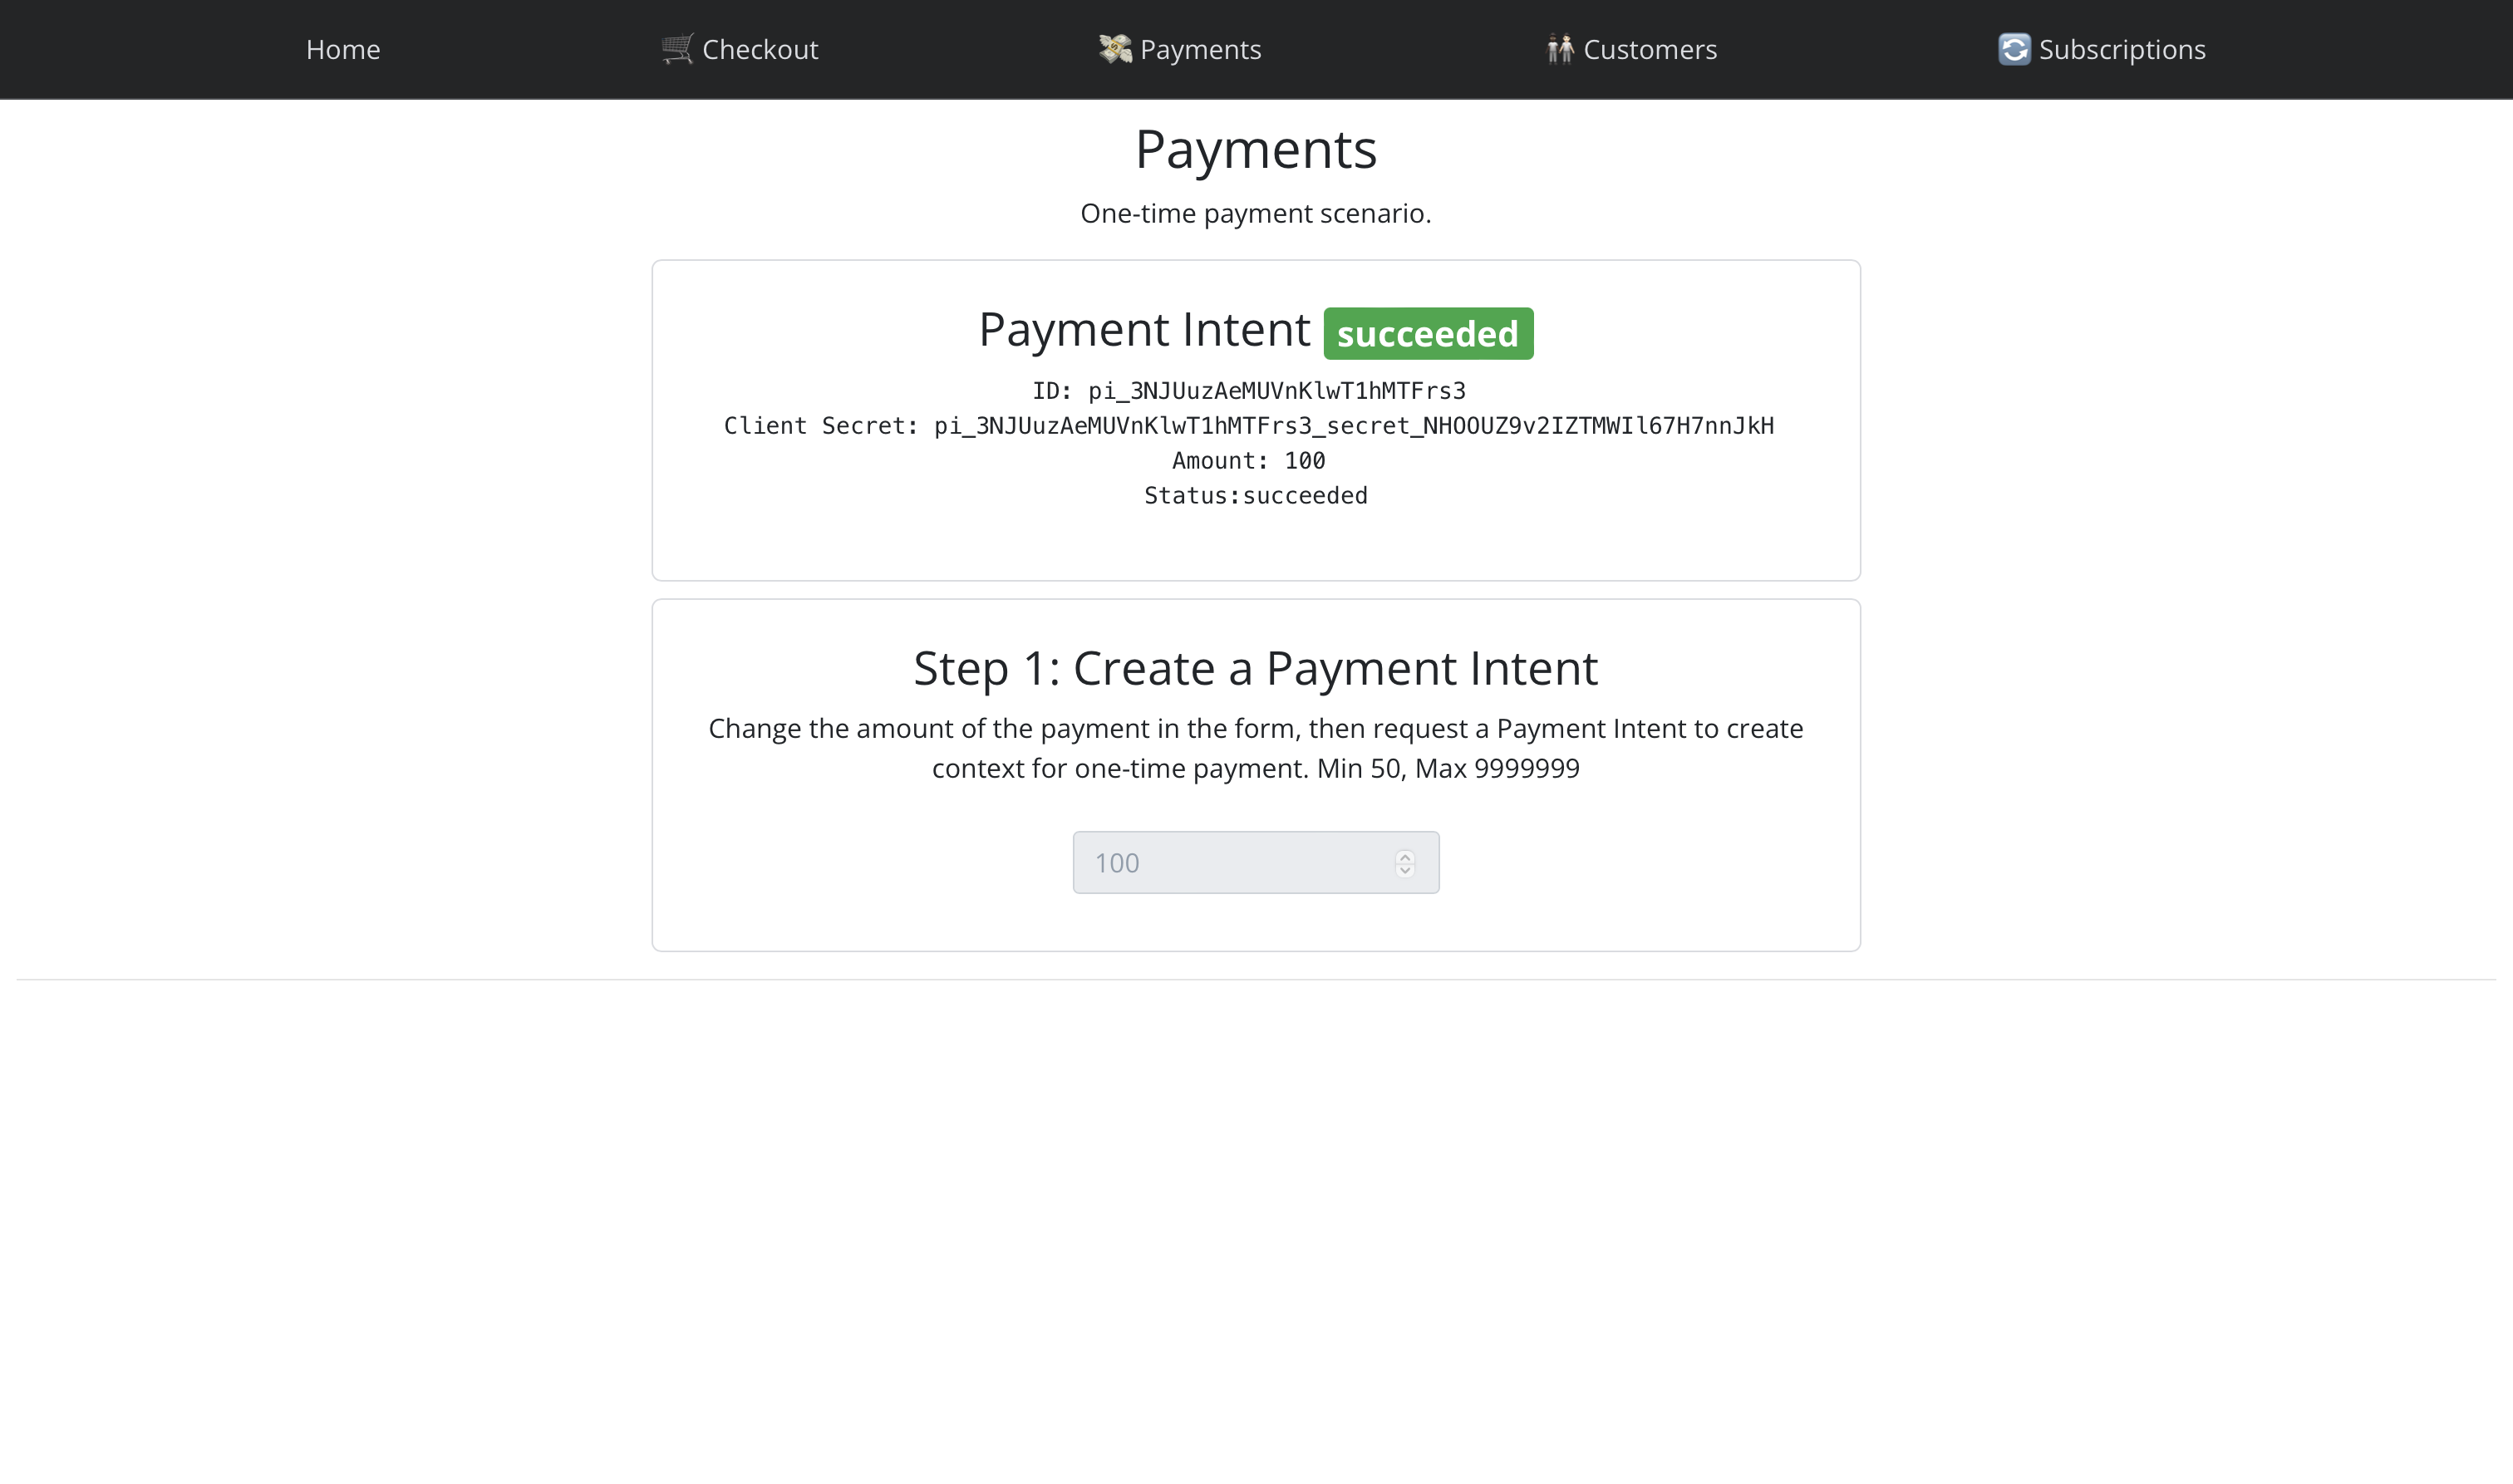 Home
Checkout
Payments
Customers
Subscriptions
Payments
One-time payment scenario.
Payment Intent succeeded
ID: pi_3NJUuzAeMUVnKlwT1hMTFrs3
Client Secret: pi_3NJUuzAeMUVnKlwT1hMTFrs3_secret_NHOOUZ9v2IZTMWIl67H7nnJkH
Amount: 100
Status:succeeded
Step 1: Create a Payment Intent
Change the amount of the payment in the form, then request a Payment Intent to create
context for one-time payment. Min 50, Max 9999999
100